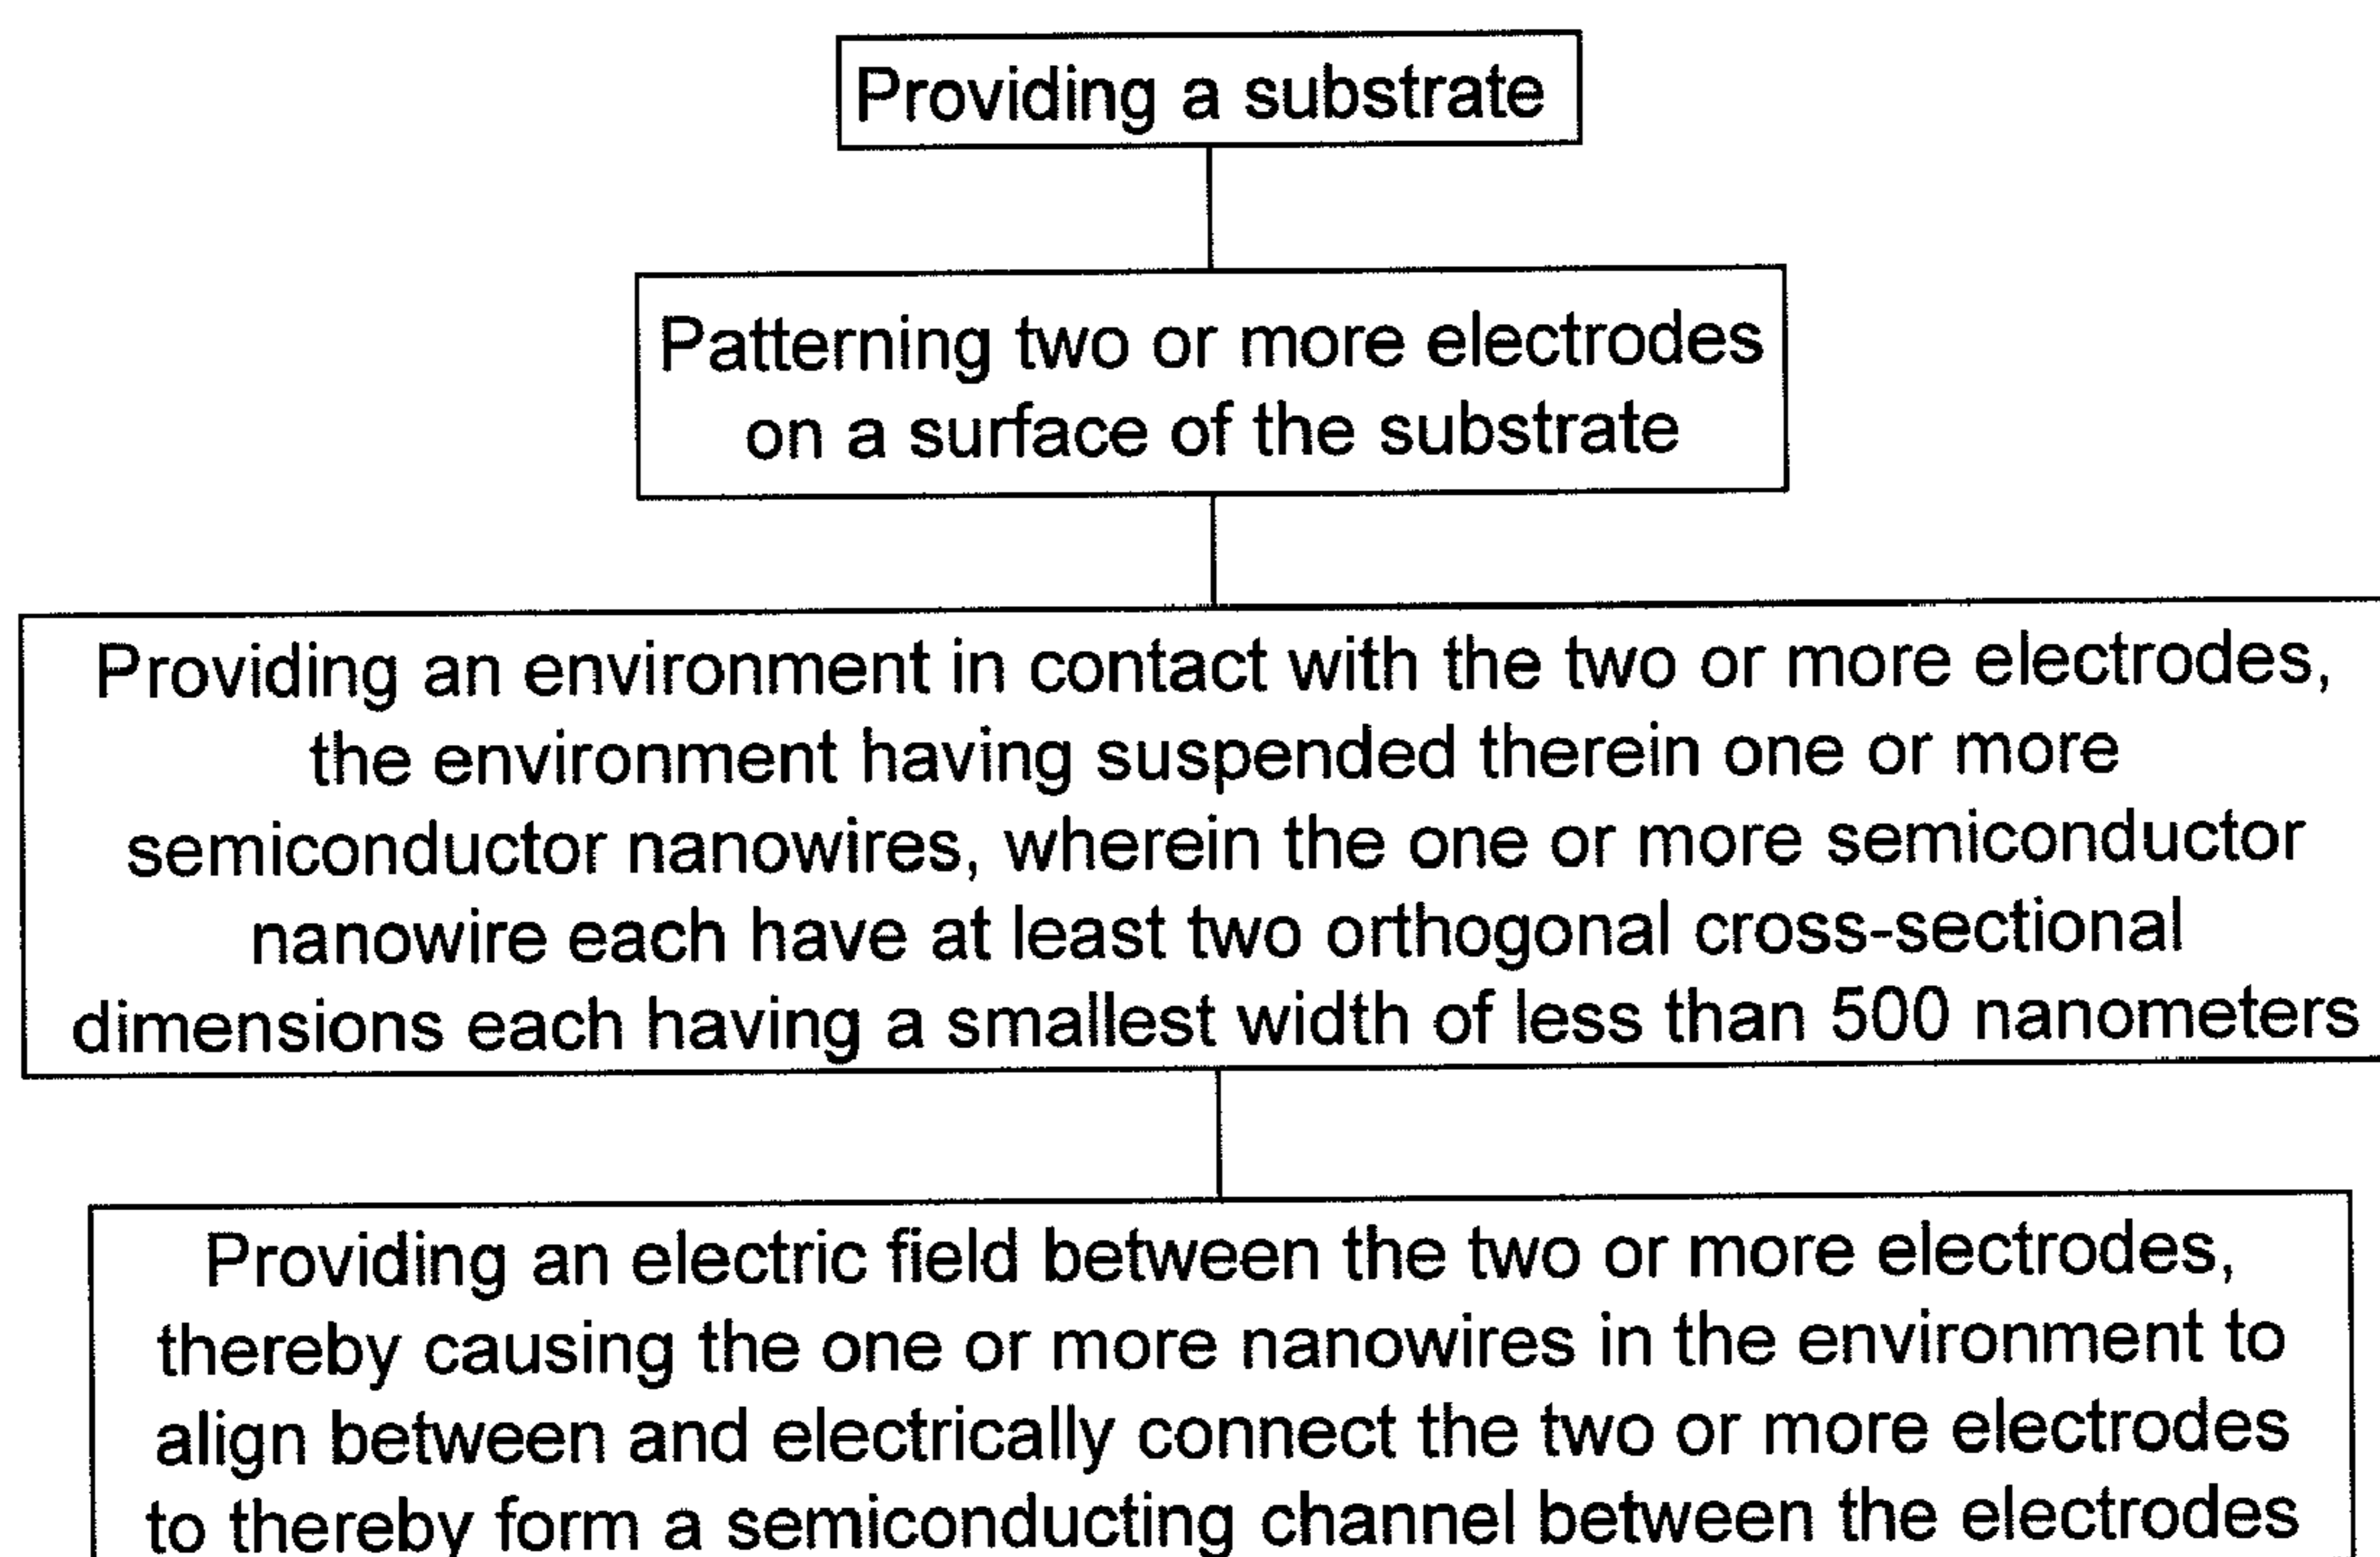 Providing a substrate
Patterning two or more electrodes
on a surface of the substrate
Providing an environment in contact with the two or more electrodes,
the environment having suspended therein one or more
semiconductor nanowires, wherein the one or more semiconductor
nanowire each have at least two orthogonal cross-sectional
dimensions each having a smallest width of less than 500 nanometers
Providing an electric field between the two or more electrodes,
thereby causing the one or more nanowires in the environment to
align between and electrically connect the two or more electrodes
to thereby form a semiconducting channel between the electrodes